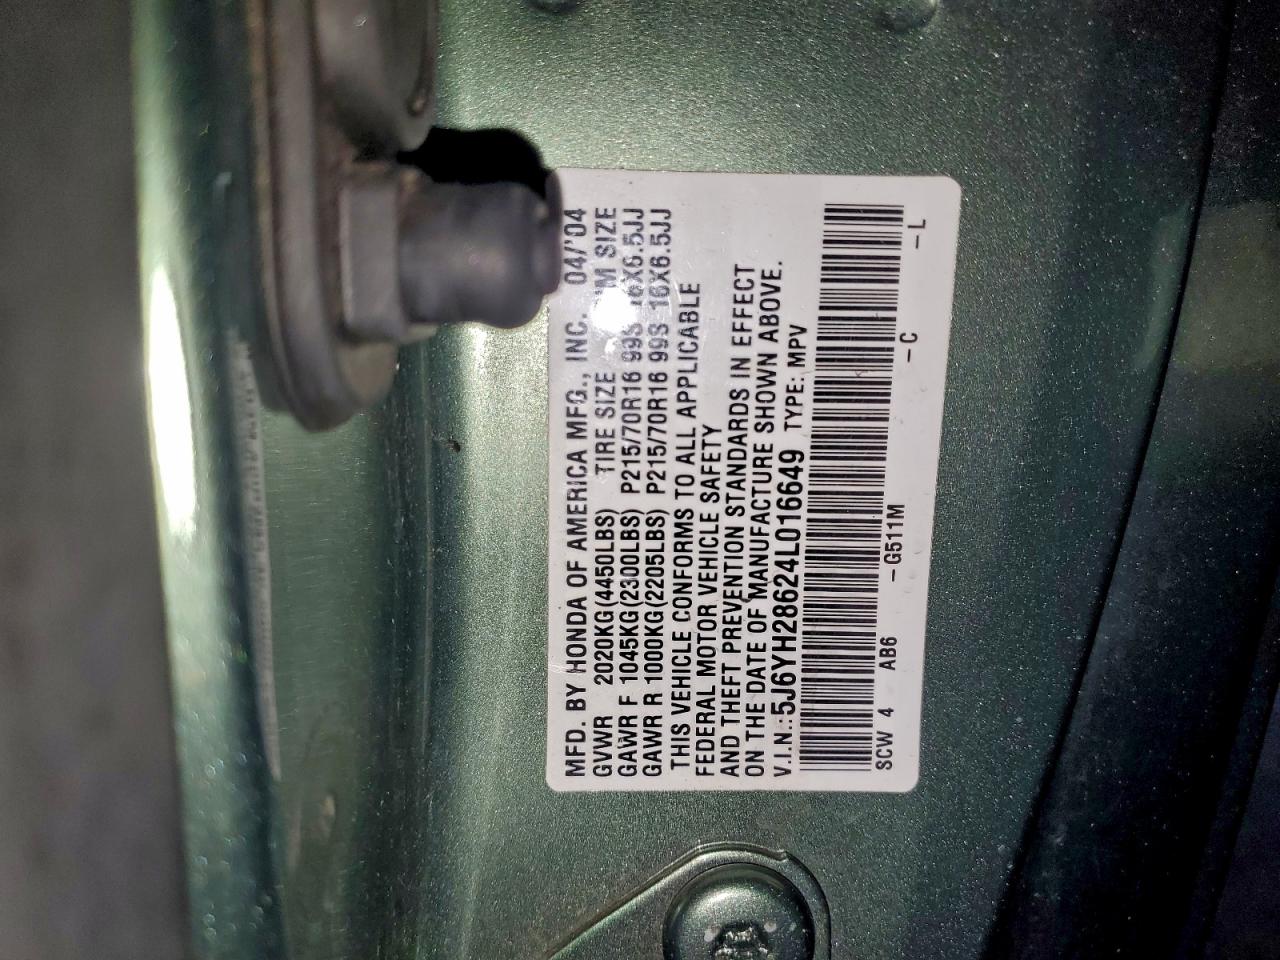 MFD. BY HONDA OF AMERICA MFG., INC. 04/'04
GVWR 2020KG(4450LBS) TIRE SIZE SIZE
GAWR F 1045KG(2300LBS) P215/70R16 99S 16X6.5JJ
GAWR R 1000KG(2205LBS) P215/70R16 99S 16X6.5JJ
THIS VEHICLE CONFORMS TO ALL APPLICABLE
FEDERAL MOTOR VEHICLE SAFETY
AND THEFT PREVENTION STANDARDS IN EFFECT
ON THE DATE OF MANUFACTURE SHOWN ABOVE.
V.I.N.:5J6YH28624L016649 TYPE: MPV
SCW 4 AB6 -G511M -C -L